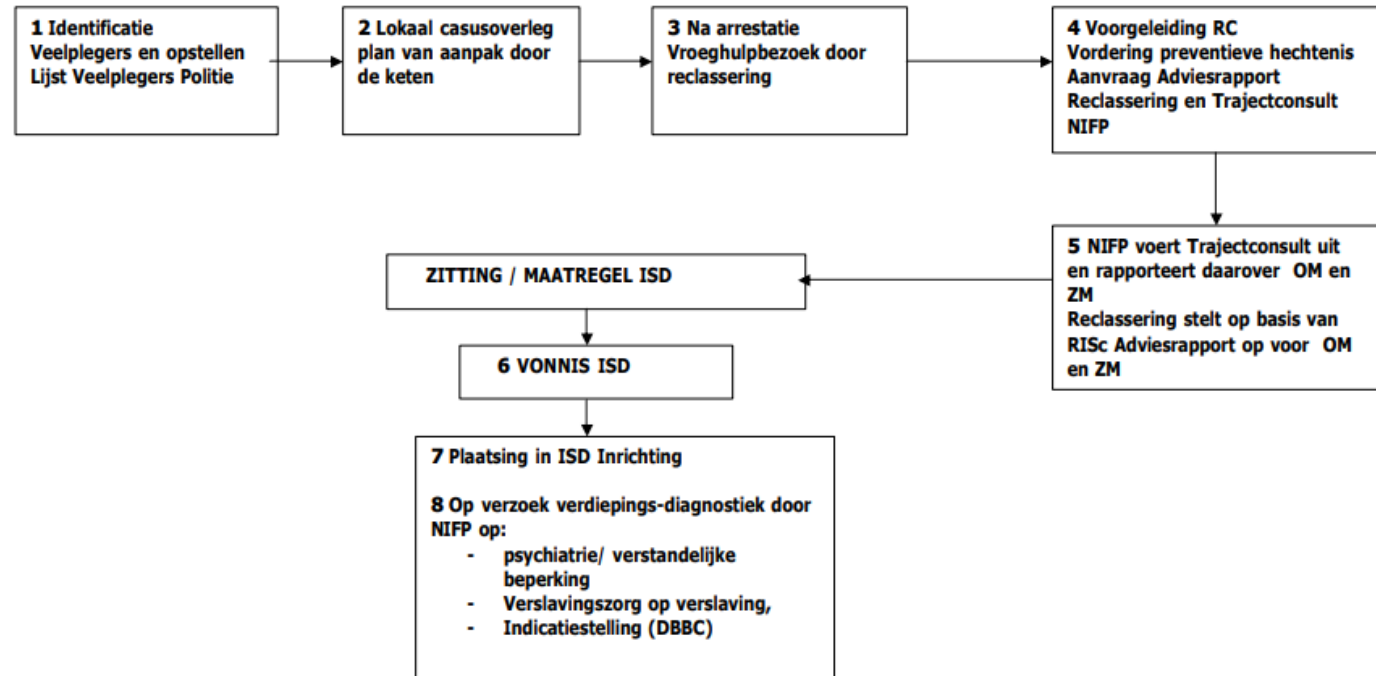 1 Identificatie
Veelplegers en opstellen
Lijst Veelplegers Politie
2 Lokaal casusoverleg
plan van aanpak door
de keten
3 Na arrestatie
Vroeghulpbezoek door
reclassering
4 Voorgeleiding RC
Vordering preventieve hechtenis
Aanvraag Adviesrapport
Reclassering en Trajectconsult
NIFP
5 NIFP voert Trajectconsult uit
en rapporteert daarover OM en
ZM
Reclassering stelt op basis van
RISc Adviesrapport op voor OM
en ZM
ZITTING / MAATREGEL ISD
6 VONNIS ISD
7 Plaatsing in ISD Inrichting
8 Op verzoek verdiepings-diagnostiek door
NIFP op:
- psychiatrie/ verstandelijke
beperking
- Verslavingszorg op verslaving,
- Indicatiestelling (DBBC)